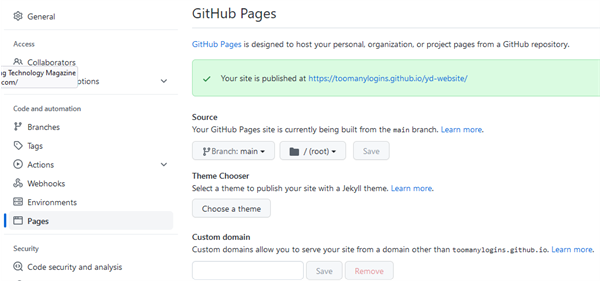 General
Access
Collaborators
ng Technology Magazine
com/
ptions
Code and automation
Branches
Tags
Actions
Webhooks
Environments
Pages
Security
Code security and analysis
GitHub Pages
GitHub Pages is designed to host your personal, organization, or project pages from a GitHub repository.
Your site is published at https://toomanylogins.github.io/yd-website/
Source
Your GitHub Pages site is currently being built from the main branch. Learn more.
Branch: main
/ (root)
Save
Theme Chooser
Select a theme to publish your site with a Jekyll theme. Learn more.
Choose a theme
Custom domain
Custom domains allow you to serve your site from a domain other than toomanylogins.github.io. Learn more.
Save
Remove